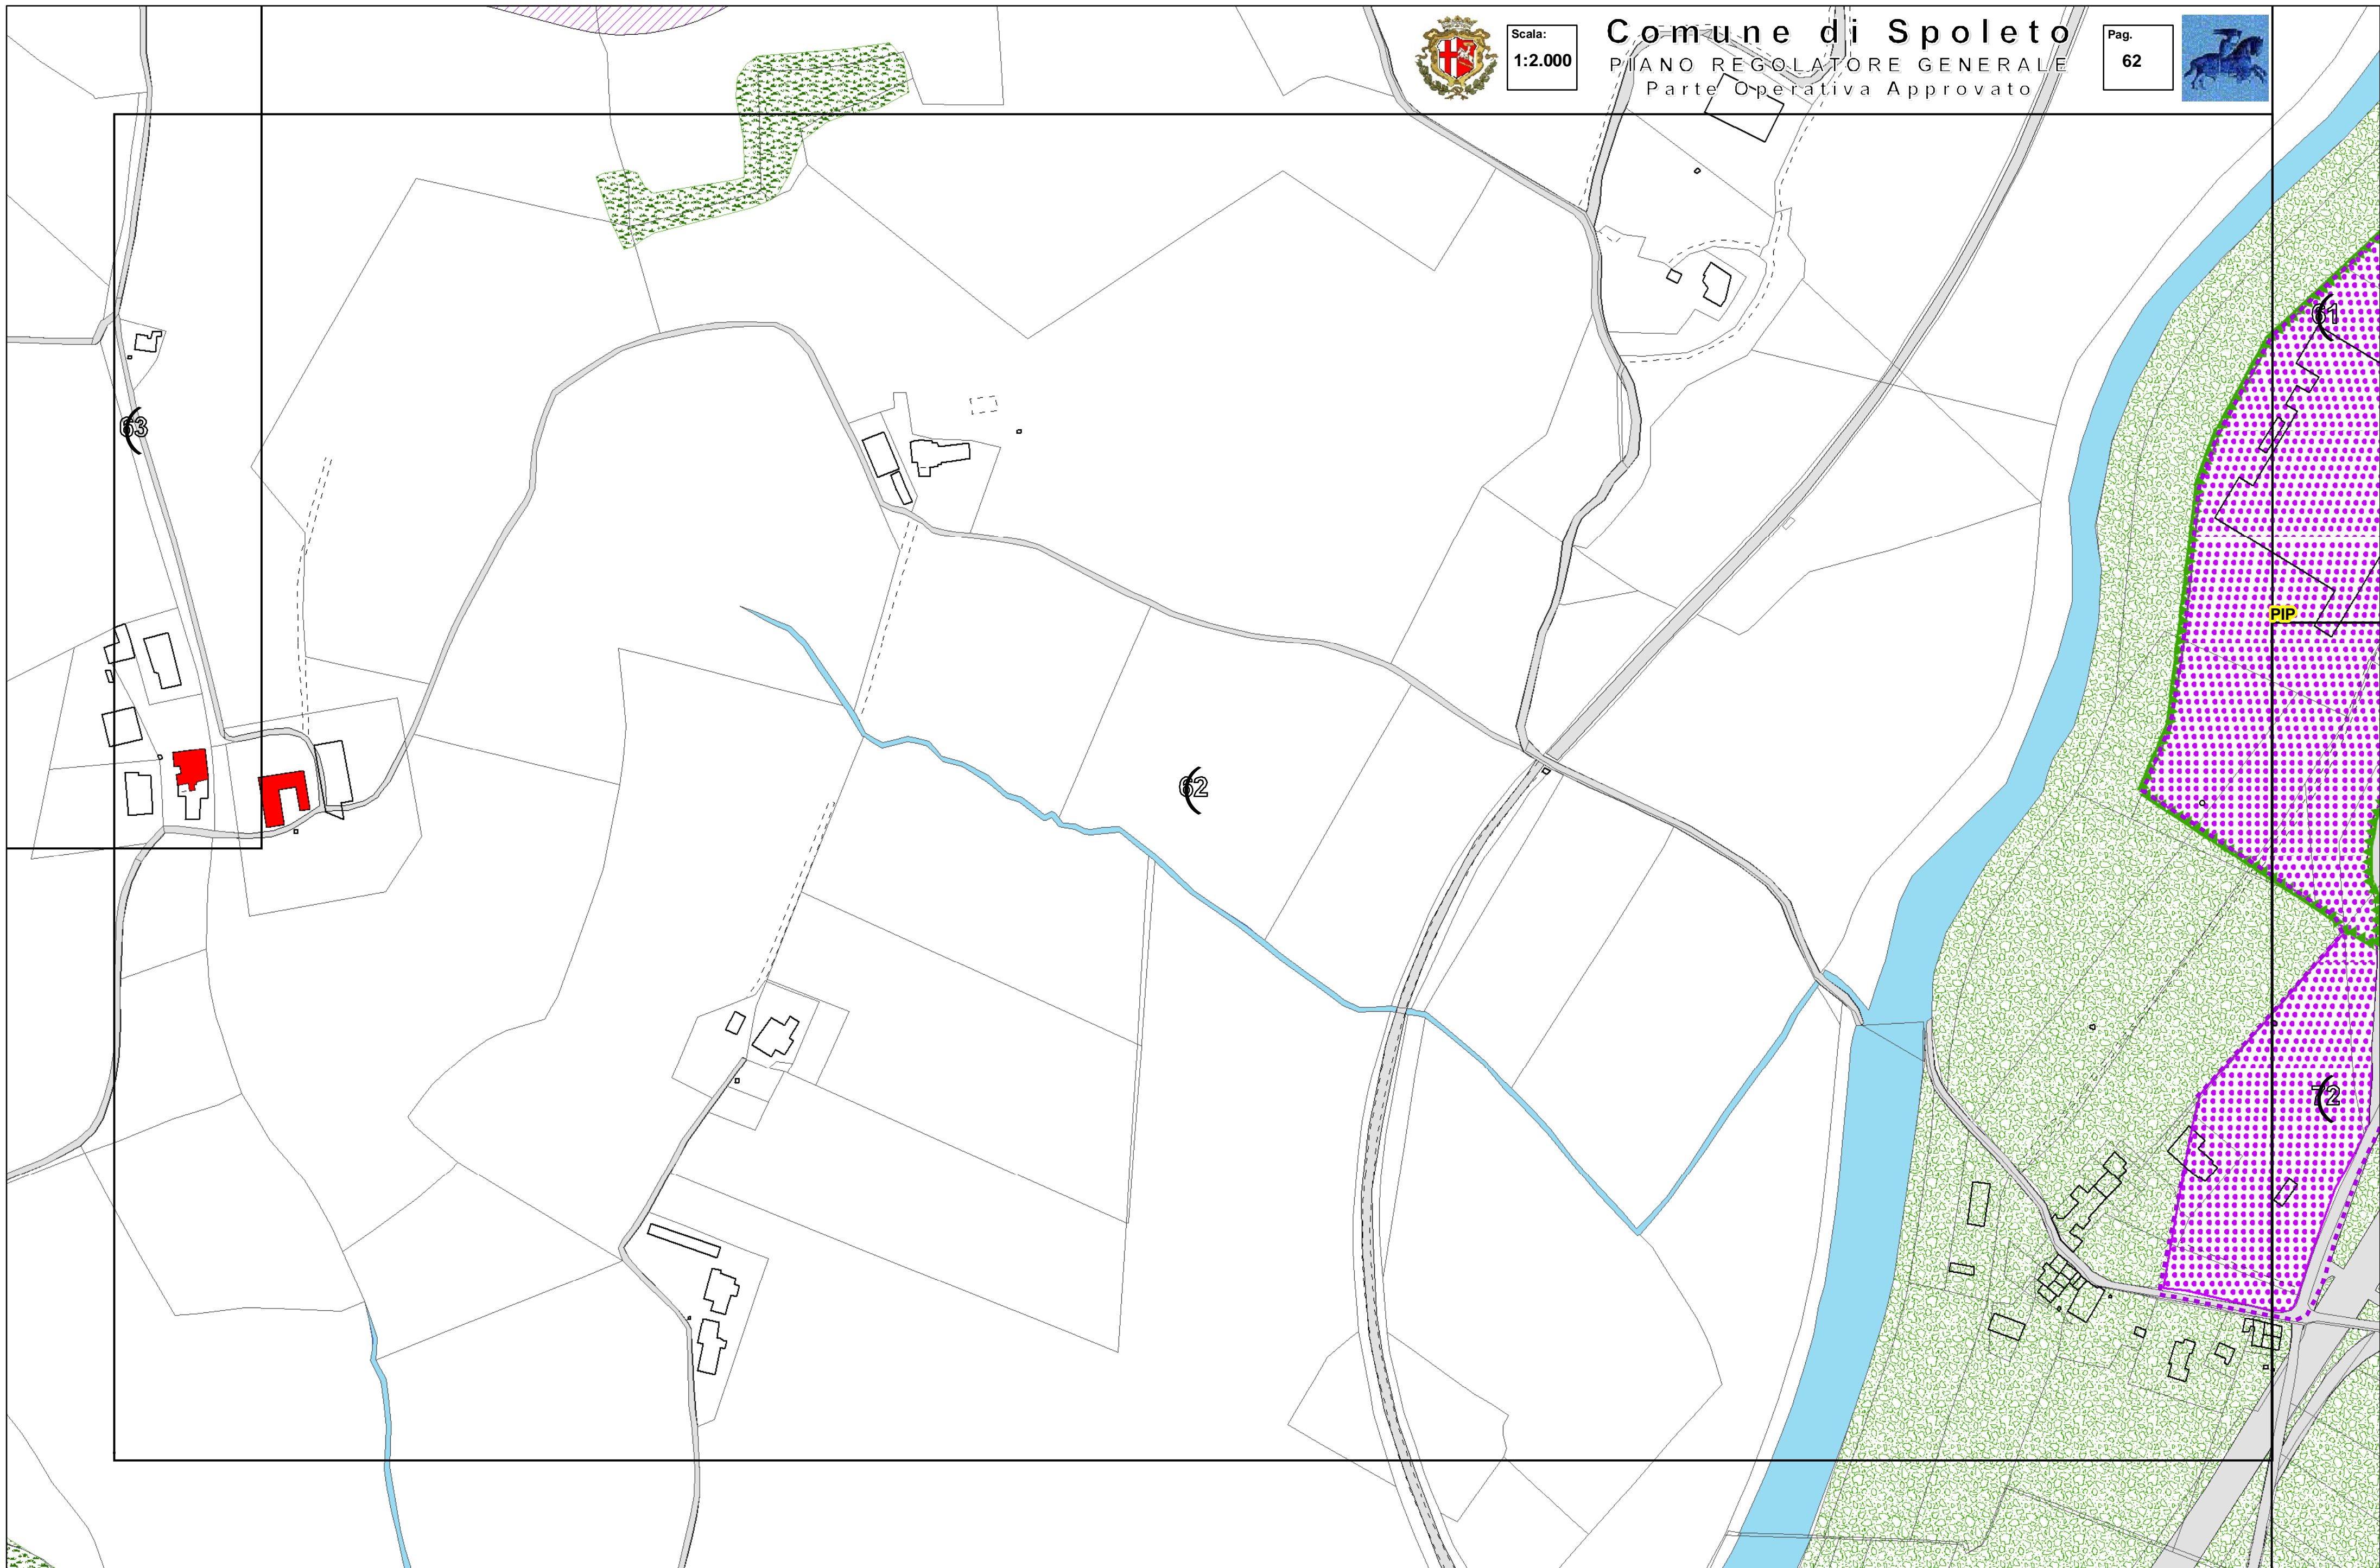 Scala:
1:2.000
Comune di Spoleto
PIANO REGOLATORE GENERALE
Parte Operativa Approvato
Pag.
62
61
63
PIP
62
72